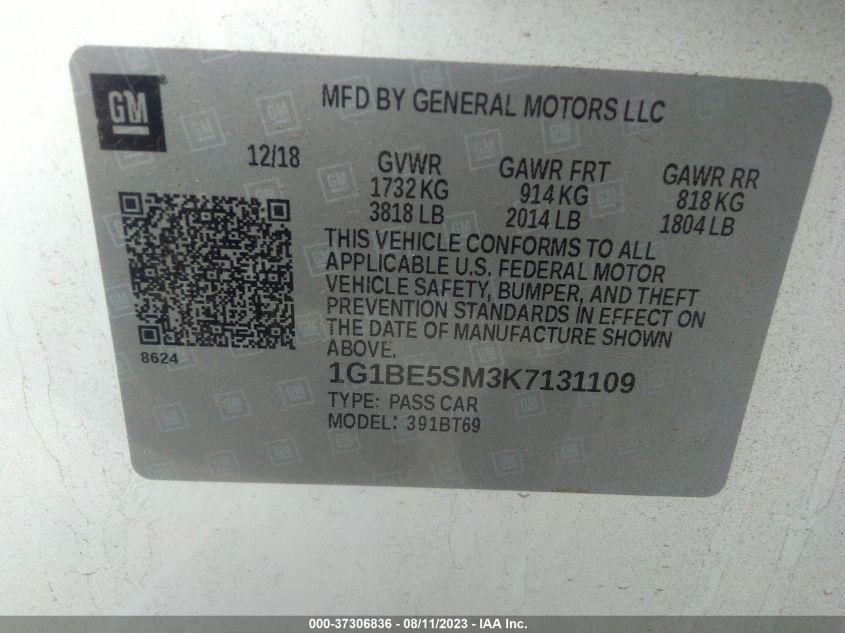 GM
MFD BY GENERAL MOTORS LLC
12/18
GVWR
1732 KG
3818 LB
GAWR FRT
914 KG
2014 LB
GAWR RR
818 KG
1804 LB
THIS VEHICLE CONFORMS TO ALL
APPLICABLE U.S. FEDERAL MOTOR
VEHICLE SAFETY, BUMPER, AND THEFT
PREVENTION STANDARDS IN EFFECT ON
THE DATE OF MANUFACTURE SHOWN
ABOVE.
8624
1G1BE5SM3K7131109
TYPE: PASS CAR
MODEL: 391BT69
000-37306836 - 08/11/2023 - IAA Inc.